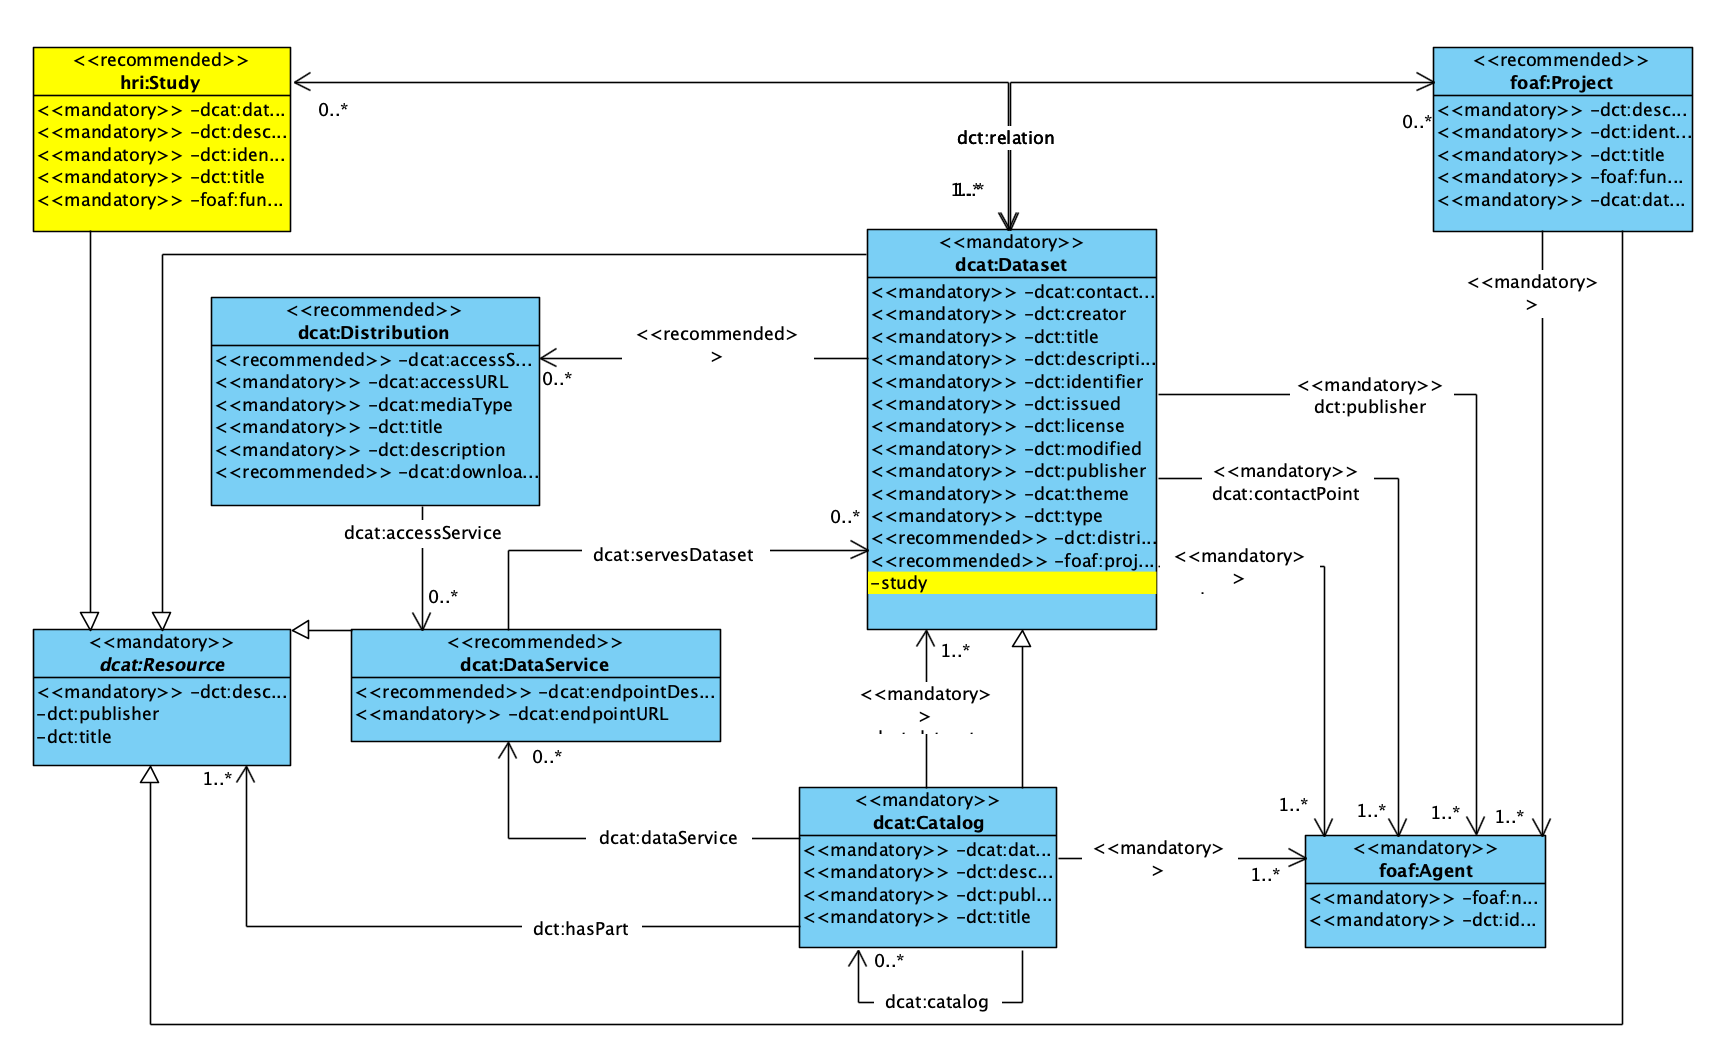 <<recommended>>
hri:Study
<<mandatory>> -dcat:dat...
<<mandatory>> -dct:desc...
<<mandatory>> -dct:iden...
<<mandatory>> -dct:title
<<mandatory>> -foaf:fun...
0..*
dct:relation
1..*
0..*
<<recommended>>
foaf:Project
<<mandatory>> -dct:desc...
<<mandatory>> -dct:ident...
<<mandatory>> -dct:title
<<mandatory>> -foaf:fun...
<<mandatory>> -dcat:dat...
<<mandatory>
>
<<mandatory>>
dcat:Dataset
<<mandatory>> -dcat:contact...
<<mandatory>> -dct:creator
<<mandatory>> -dct:title
<<mandatory>> -dct:descripti...
<<mandatory>> -dct:identifier
<<mandatory>> -dct:issued
<<mandatory>> -dct:license
<<mandatory>> -dct:modified
<<mandatory>> -dct:publisher
<<mandatory>> -dcat:theme
<<mandatory>> -dct:type
<<recommended>> -dct:distri...
<<recommended>> -foaf:proj...
-study
<<recommended>>
dcat:Distribution
<<recommended>> -dcat:accessS...
<<mandatory>> -dcat:accessURL
<<mandatory>> -dcat:mediaType
<<mandatory>> -dct:title
<<mandatory>> -dct:description
<<recommended>> -dcat:downloa...
<<recommended>
>
0..*
<<mandatory>>
dct:publisher
<<mandatory>>
dcat:contactPoint
<<mandatory>
>
dcat:accessService
0..*
dcat:servesDataset
0..*
<<mandatory>>
dcat:Resource
<<mandatory>> -dct:desc...
-dct:publisher
-dct:title
<<recommended>>
dcat:DataService
<<recommended>> -dcat:endpointDes...
<<mandatory>> -dcat:endpointURL
1..*
<<mandatory>
>
1..*
0..*
dcat:dataService
dct:hasPart
<<mandatory>>
dcat:Catalog
<<mandatory>> -dcat:dat...
<<mandatory>> -dct:desc...
<<mandatory>> -dct:publ...
<<mandatory>> -dct:title
0..*
dcat:catalog
<<mandatory>
>
1..*
1..*
1..*
1..*
1..*
<<mandatory>>
foaf:Agent
<<mandatory>> -foaf:n...
<<mandatory>> -dct:id...